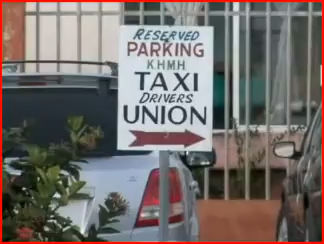 RESERVED
PARKING
KHMH
TAXI
DRIVERS
UNION